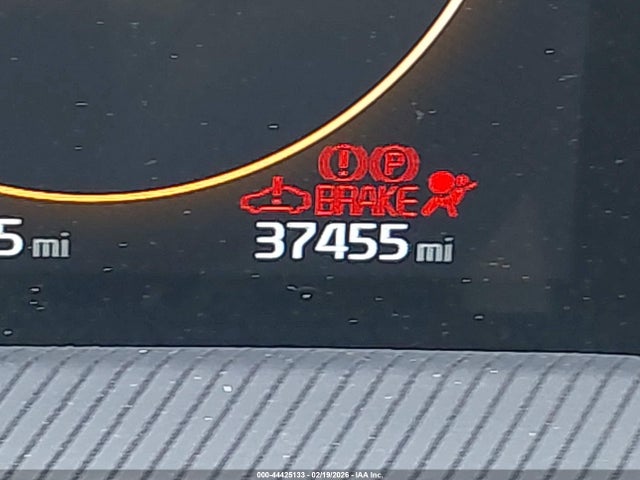 ! P
BRAKE
5 mi
37455 mi
000-44425133 - 02/19/2026 - IAA Inc.